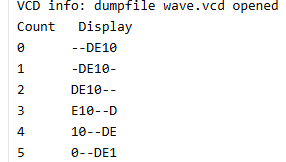 VCD info: dumpfile wave.vcd opened
Count   Display
0       --DE10
1       -DE10-
2       DE10--
3       E10--D
4       10--DE
5       0--DE1